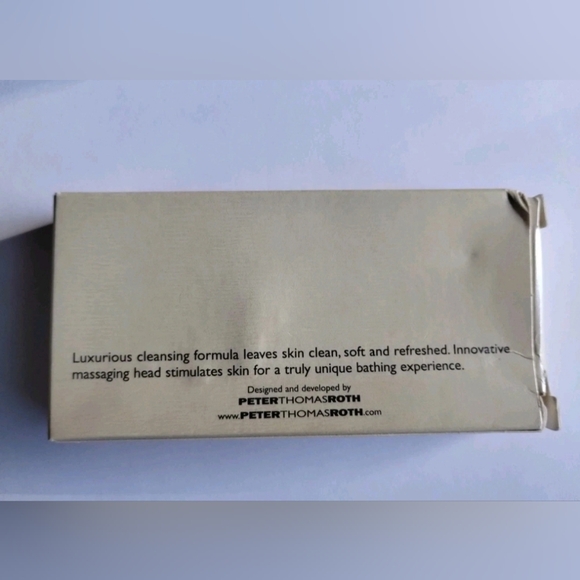 Luxurious cleansing formula leaves skin clean, soft and refreshed. Innovative
massaging head stimulates skin for a truly unique bathing experience.
Designed and developed by
PETERTHOMASROTH
www.PETERTHOMASROTH.com